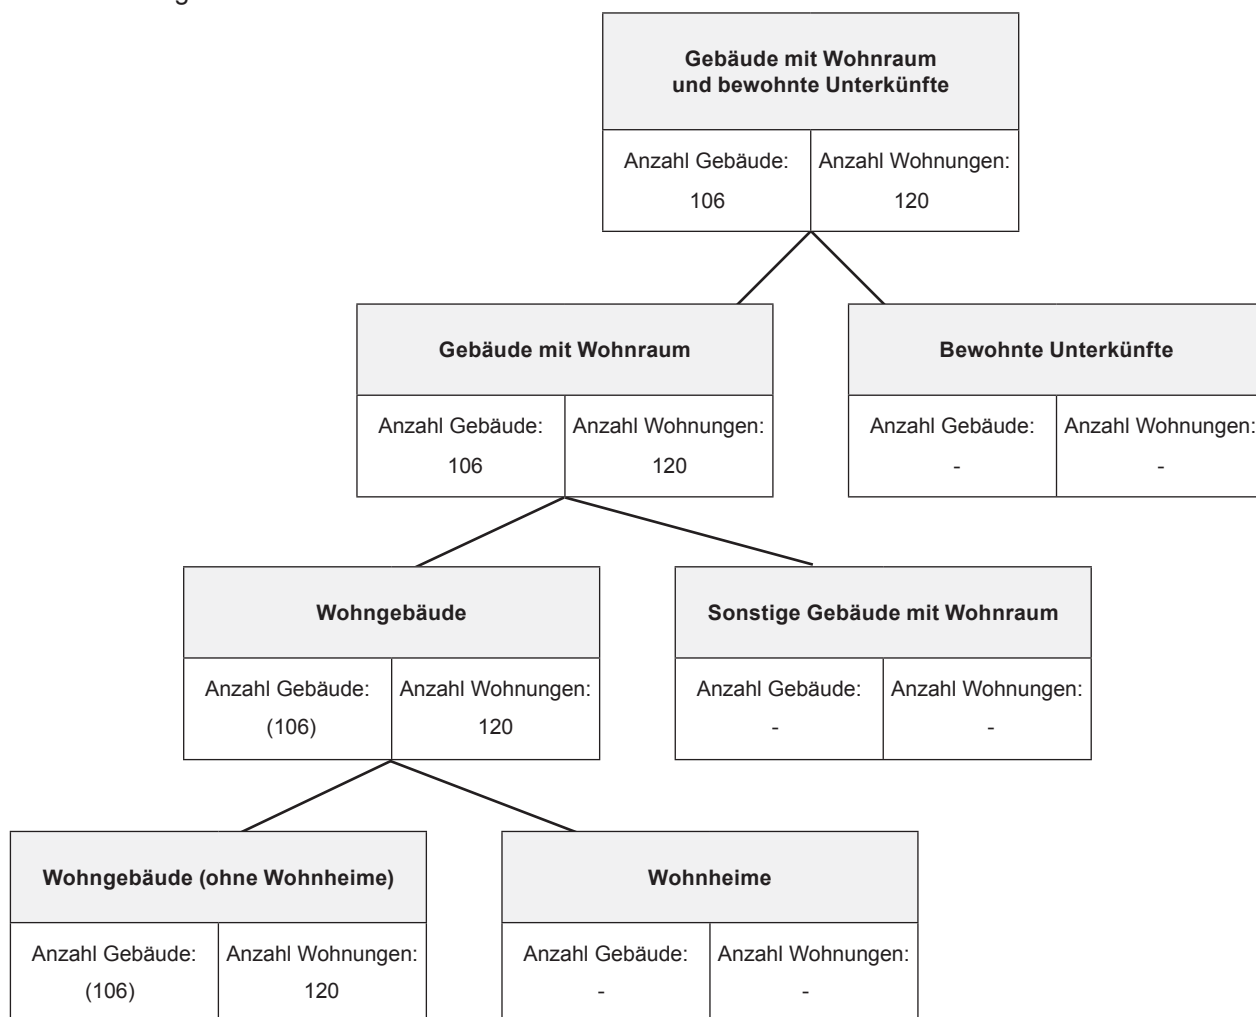 Gebäude mit Wohnraum
und bewohnte Unterkünfte
Anzahl Gebäude: Anzahl Wohnungen:
106 120
Gebäude mit Wohnraum Bewohnte Unterkünfte
Anzahl Gebäude: Anzahl Wohnungen: Anzahl Gebäude: Anzahl Wohnungen:
106 120 - -
Wohngebäude Sonstige Gebäude mit Wohnraum
Anzahl Gebäude: Anzahl Wohnungen: Anzahl Gebäude: Anzahl Wohnungen:
(106) 120 - -
Wohngebäude (ohne Wohnheime) Wohnheime
Anzahl Gebäude: Anzahl Wohnungen: Anzahl Gebäude: Anzahl Wohnungen:
(106) 120 - -